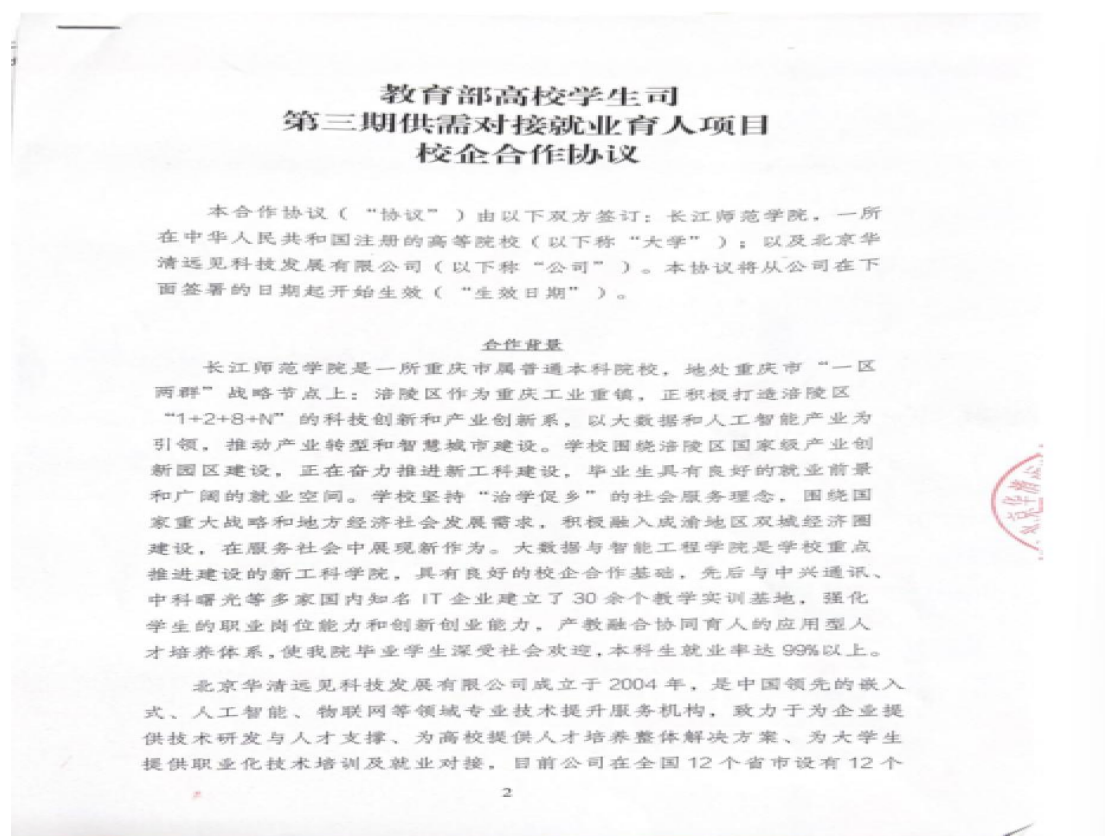 教育部高校学生司
第三期供需对接就业育人项目
校企合作协议
本合作协议（“协议”）由以下双方签订：长江师范学院，一所
在中华人民共和国注册的高等院校（以下称“大学”）；以及北京华
清远见科技发展有限公司（以下称“公司”）。本协议将从公司在下
面签署的日期起开始生效（“生效日期”）。
合作背景
长江师范学院是一所重庆市属普通本科院校，地处重庆市“一区
两群”战略节点上；涪陵区作为重庆工业重镇，正积极打造涪陵区
“1+2+8+N”的科技创新和产业创新系，以大数据和人工智能产业为
引领，推动产业转型和智慧城市建设。学校围绕涪陵区国家级产业创
新园区建设，正在奋力推进新工科建设，毕业生具有良好的就业前景
和广阔的就业空间。学校坚持“治学促乡”的社会服务理念，围绕国
家重大战略和地方经济社会发展需求，积极融入成渝地区双城经济圈
建设，在服务社会中展现新作为。大数据与智能工程学院是学校重点
推进建设的新工科学院，具有良好的校企合作基础，先后与中兴通讯、
中科曙光等多家国内知名 IT 企业建立了 30 余个教学实训基地，强化
学生的职业岗位能力和创新创业能力，产教融合协同育人的应用型人
才培养体系，使我院毕业学生深受社会欢迎，本科生就业率达 99%以上。
北京华清远见科技发展有限公司成立于 2004 年，是中国领先的嵌入
式、人工智能、物联网等领域专业技术提升服务机构，致力于为企业提
供技术研发与人才支撑、为高校提供人才培养整体解决方案、为大学生
提供职业化技术培训及就业对接，目前公司在全国 12 个省市设有 12 个
2
北京华清